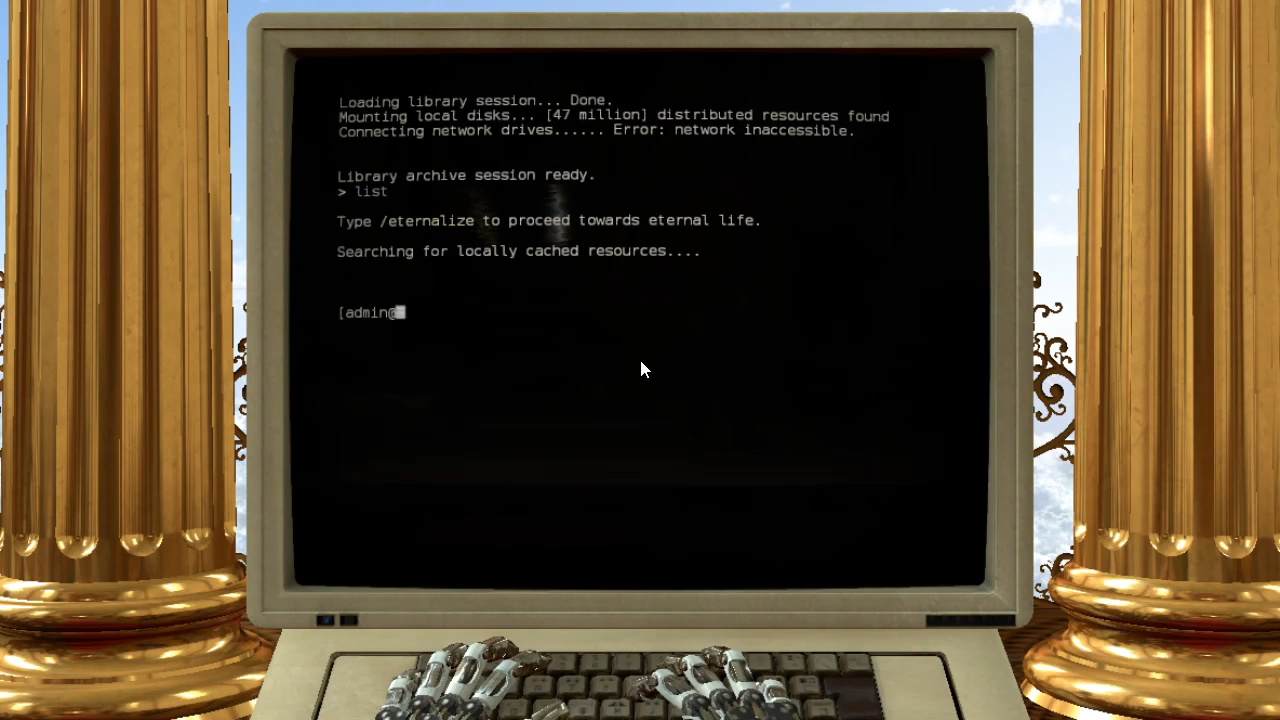 Loading library session... Done.
Mounting local disks... [47 million] distributed resources found
Connecting network drives...... Error: network inaccessible.
Library archive session ready.
> list
Type /eternalize to proceed towards eternal life.
Searching for locally cached resources....
[admin@